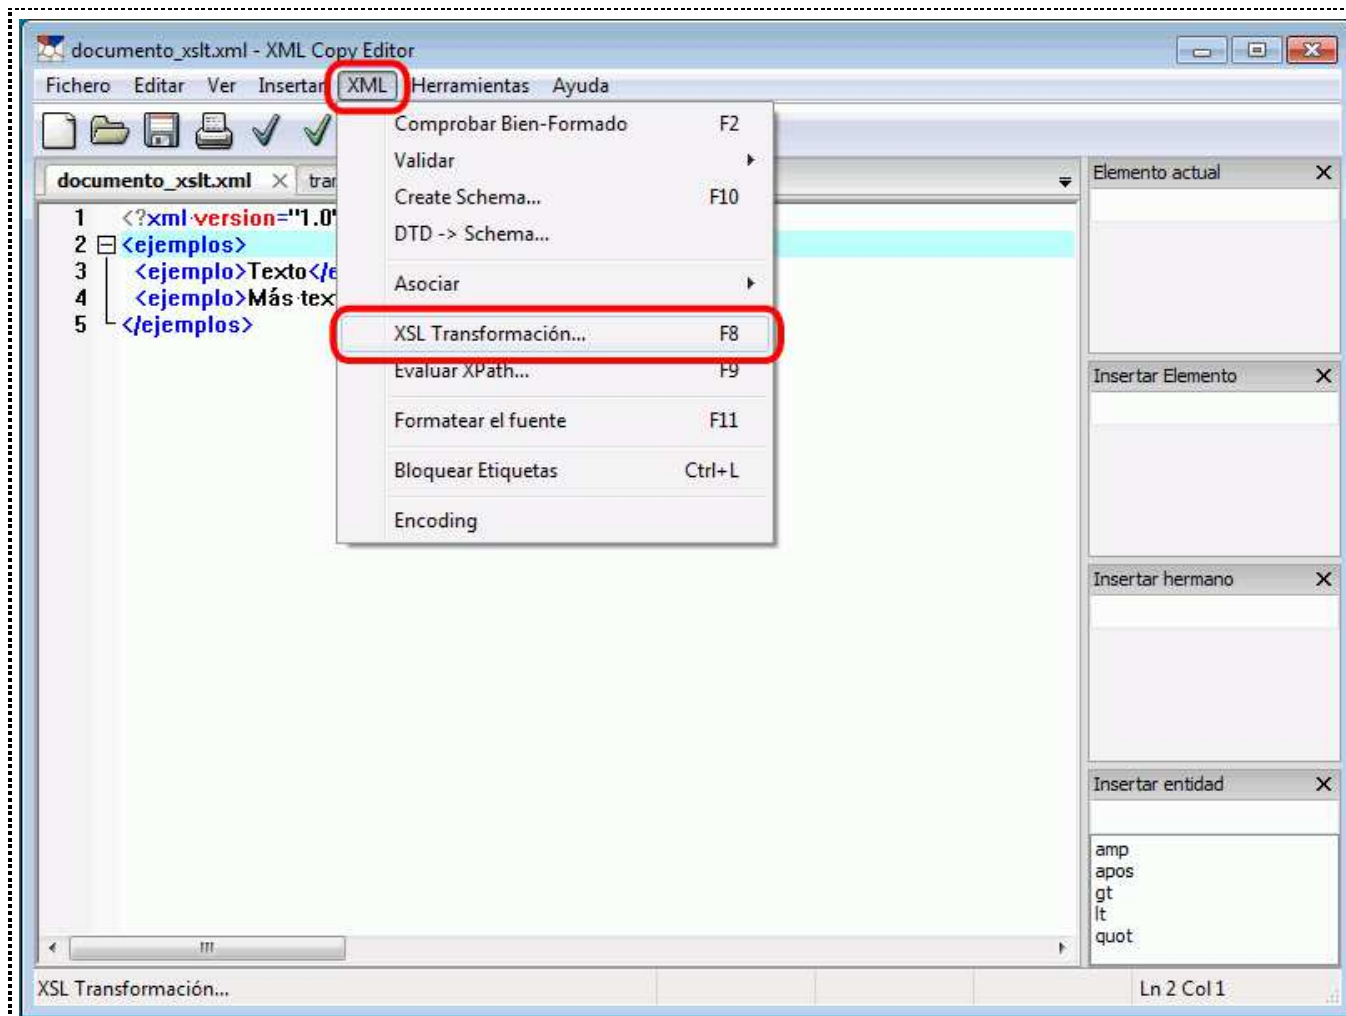 documento_xslt.xml - XML Copy Editor
Fichero Editar Ver Insertar XML Herramientas Ayuda
documento_xslt.xml
Elemento actual
1 <?xml version="1.0"
2 <ejemplos>
3 <ejemplo>Texto</e
4 <ejemplo>Más tex
5 </ejemplos>
Comprobar Bien-Formado F2
Validar
Create Schema... F10
DTD -> Schema...
Asociar
XSL Transformación... F8
Evaluar XPath... F9
Formatear el fuente F11
Bloquear Etiquetas Ctrl+L
Encoding
Insertar Elemento
Insertar hermano
Insertar entidad
amp
apos
gt
lt
quot
XSL Transformación... Ln 2 Col 1